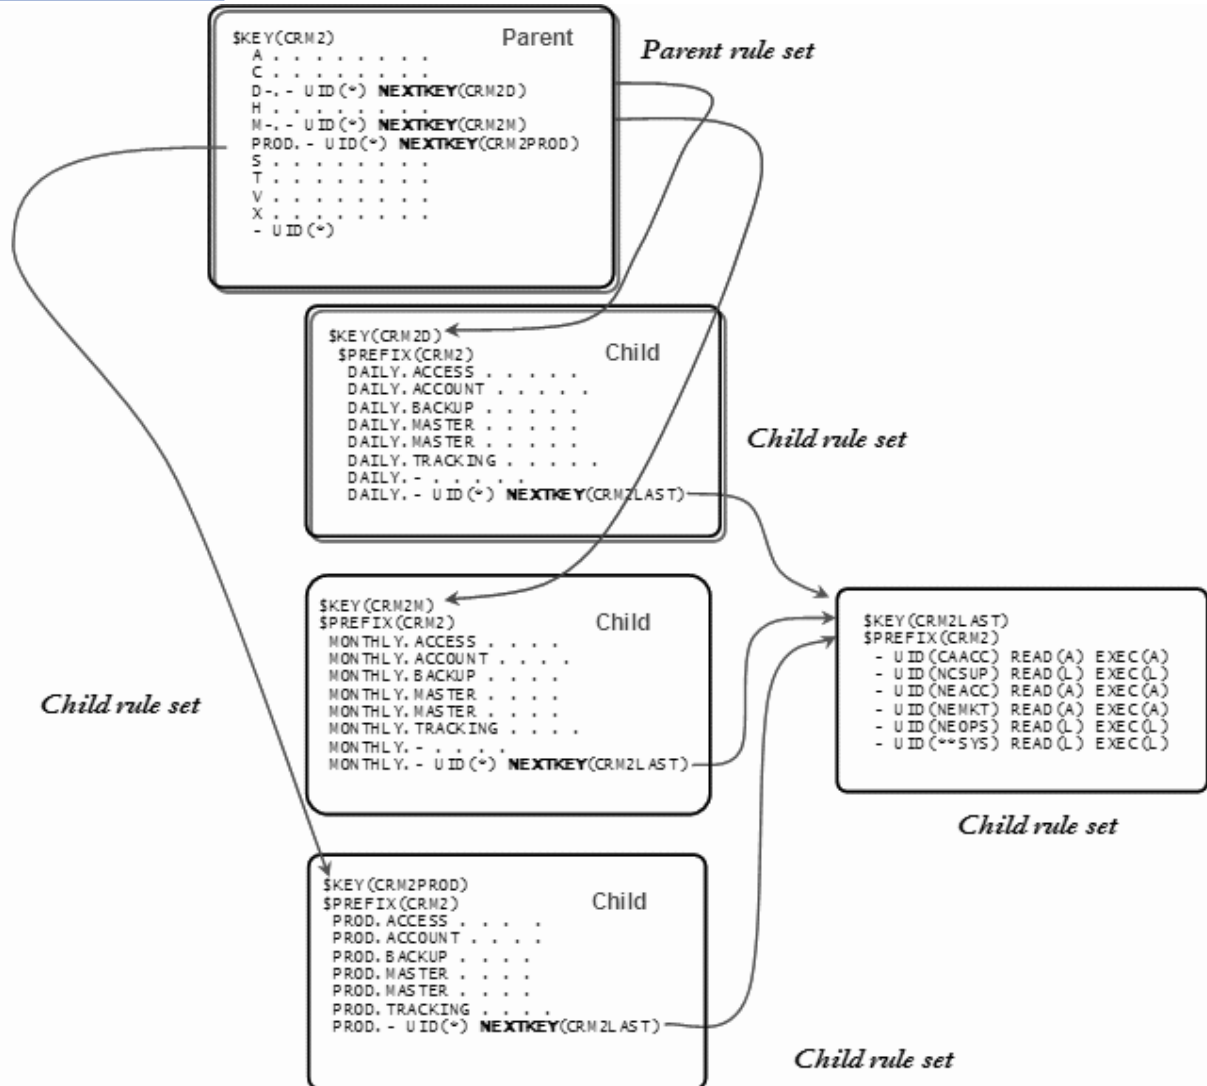 $KEY(CRM2)
Parent
Parent rule set
A . . . . . . . .
C . . . . . . . .
D-.- UID(*) NEXTKEY(CRM2D)
H . . . . . . . .
M-.- UID(*) NEXTKEY(CRM2M)
PROD.- UID(*) NEXTKEY(CRM2PROD)
S . . . . . . . .
T . . . . . . . .
V . . . . . . . .
X . . . . . . . .
- UID(*)
$KEY(CRM2D)
Child
$PREFIX(CRM2)
DAILY.ACCESS . . . . .
DAILY.ACCOUNT . . . . .
DAILY.BACKUP . . . . .
DAILY.MASTER . . . . .
DAILY.MASTER . . . . .
DAILY.TRACKING . . . . .
DAILY.- . . . . .
DAILY.- UID(*) NEXTKEY(CRM2LAST)
Child rule set
$KEY(CRM2M)
Child
$PREFIX(CRM2)
MONTHLY.ACCESS . . . .
MONTHLY.ACCOUNT . . . .
MONTHLY.BACKUP . . . .
MONTHLY.MASTER . . . .
MONTHLY.MASTER . . . .
MONTHLY.TRACKING . . . .
MONTHLY.- . . . .
MONTHLY.- UID(*) NEXTKEY(CRM2LAST)
Child rule set
$KEY(CRM2LAST)
$PREFIX(CRM2)
- UID(CAACC) READ(A) EXEC(A)
- UID(NCSUP) READ(L) EXEC(L)
- UID(NEACC) READ(A) EXEC(A)
- UID(NEMKT) READ(A) EXEC(A)
- UID(NEOPS) READ(L) EXEC(L)
- UID(**SYS) READ(L) EXEC(L)
Child rule set
$KEY(CRM2PROD)
Child
$PREFIX(CRM2)
PROD.ACCESS . . . .
PROD.ACCOUNT . . . .
PROD.BACKUP . . . .
PROD.MASTER . . . .
PROD.MASTER . . . .
PROD.TRACKING . . . .
PROD.- UID(*) NEXTKEY(CRM2LAST)
Child rule set